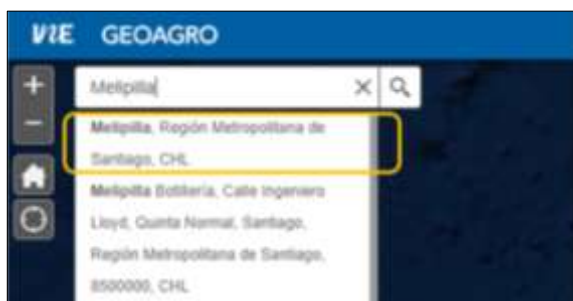 VIE GEOAGRO
Melipilla
Melipilla, Región Metropolitana de
Santiago, CHL
Melipilla Botillería, Calle Ingeniero
Lloyd, Quinta Normal, Santiago,
Región Metropolitana de Santiago,
8500000, CHL